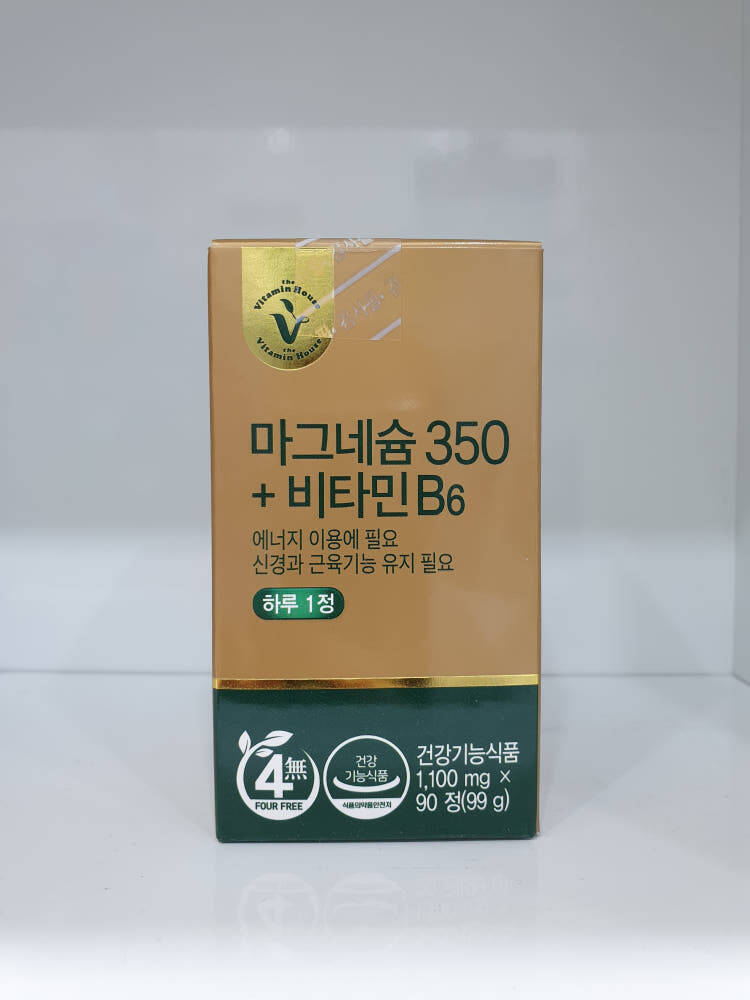 the
Vitamin House
the
Vitamin House
마그네슘 350
+ 비타민 B6
에너지 이용에 필요
신경과 근육기능 유지 필요
하루 1정
4無
FOUR FREE
건강
기능식품
식품의약품안전처
건강기능식품
1,100 mg ×
90 정(99 g)